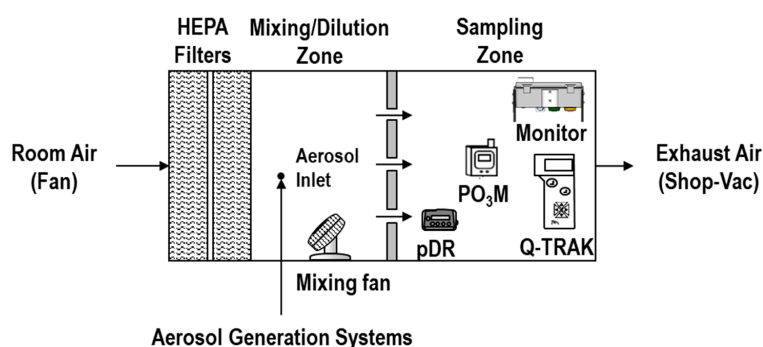 HEPA
Filters
Mixing/Dilution
Zone
Sampling
Zone
Room Air
(Fan)
Aerosol
Inlet
Mixing fan
Monitor
PO₃M
pDR
Q-TRAK
Exhaust Air
(Shop-Vac)
Aerosol Generation Systems